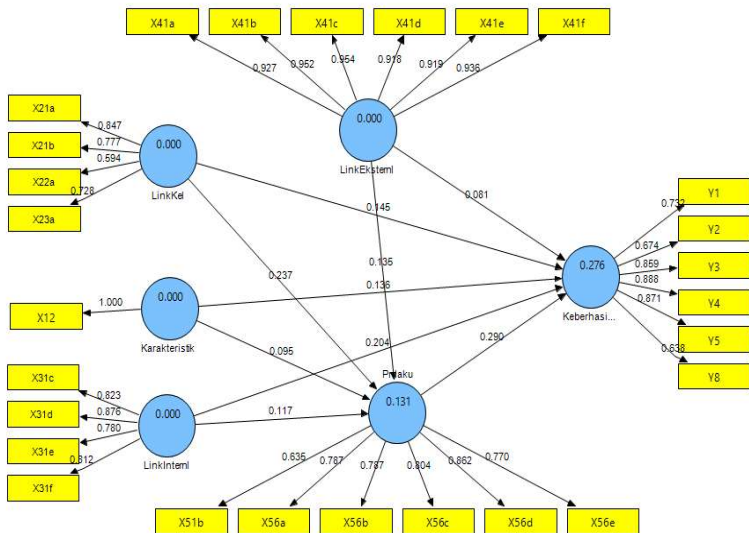 X41a
X41b
X41c
X41d
X41e
X41f
0.927
0.952
0.954
0.918
0.919
0.936
X21a
X21b
X22a
X23a
0.847
0.777
0.594
0.728
0.000
LinkKel
0.000
LinkEksternl
0.081
0.145
0.135
0.237
0.136
0.204
0.095
0.117
0.290
X12
1.000
0.000
Karakteristk
0.276
Keberhasi...
Y1
Y2
Y3
Y4
Y5
Y8
0.732
0.674
0.859
0.888
0.871
0.638
X31c
X31d
X31e
X31f
0.823
0.876
0.780
0.812
0.000
LinkInternl
0.131
0.635
0.787
0.787
0.804
0.862
0.770
X51b
X56a
X56b
X56c
X56d
X56e